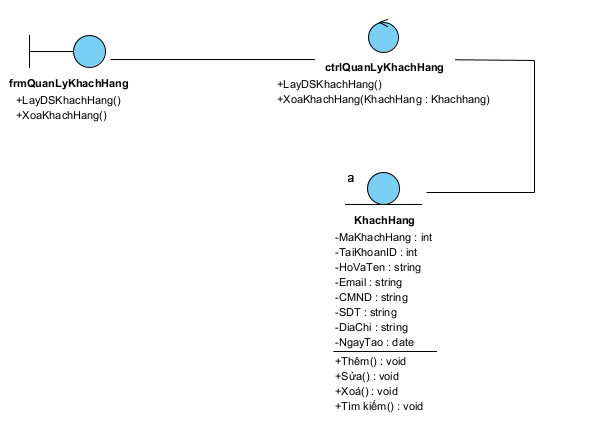 frmQuanLyKhachHang
+LayDSKhachHang()
+XoaKhachHang()
ctrlQuanLyKhachHang
+LayDSKhachHang()
+XoaKhachHang(KhachHang : Khachhang)
a
KhachHang
-MaKhachHang : int
-TaiKhoanID : int
-HoVaTen : string
-Email : string
-CMND : string
-SDT : string
-DiaChi : string
-NgayTao : date
+Thêm() : void
+Sửa() : void
+Xoá() : void
+Tìm kiếm() : void